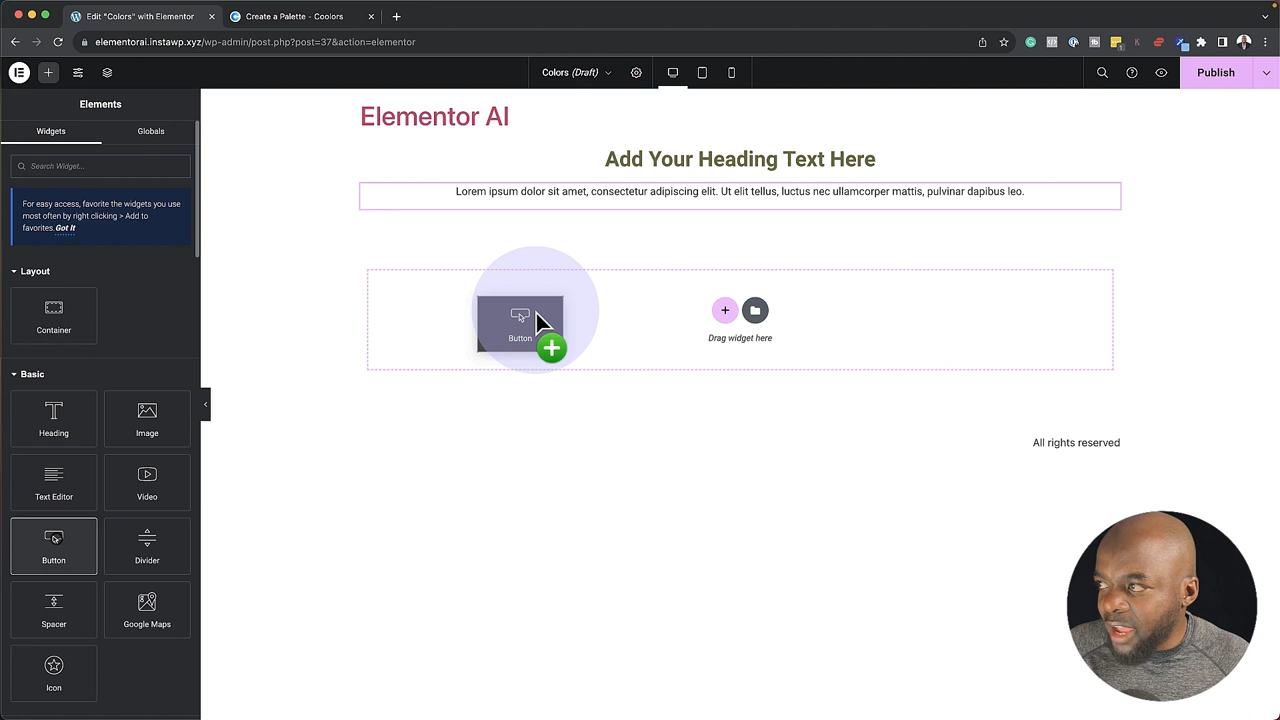 Edit "Colors" with Elementor
Create a Palette - Coolors
elementorai.instawp.xyz/wp-admin/post.php?post=37&action=elementor
Colors (Draft)
Publish
Elements
Widgets
Globals
Search Widget...
For easy access, favorite the widgets you
use most often by right clicking > Add to
favorites. Got It
Layout
Container
Basic
Heading
Image
Text Editor
Video
Button
Divider
Spacer
Google Maps
Icon
Elementor AI
Add Your Heading Text Here
Lorem ipsum dolor sit amet, consectetur adipiscing elit. Ut elit tellus, luctus nec ullamcorper mattis, pulvinar dapibus leo.
Button
Drag widget here
All rights reserved